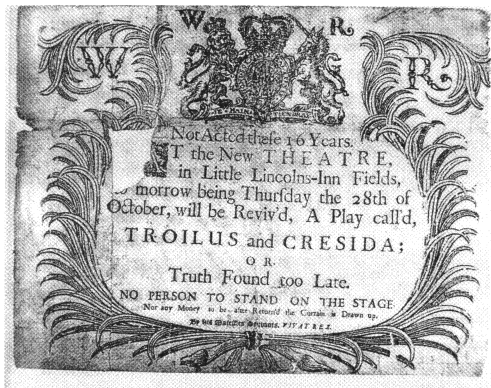 W R
W R
Not Acted these 16 Years.
AT the New THEATRE,
in Little Lincolns-Inn Fields,
to morrow being Thursday the 28th of
October, will be Reviv'd, A Play call'd,
TROILUS and CRESIDA;
OR
Truth Found too Late.
NO PERSON TO STAND ON THE STAGE
Nor any Money to be after Return'd the Curtain is Drawn up.
By his Majesties Servants. VIVAT REX.